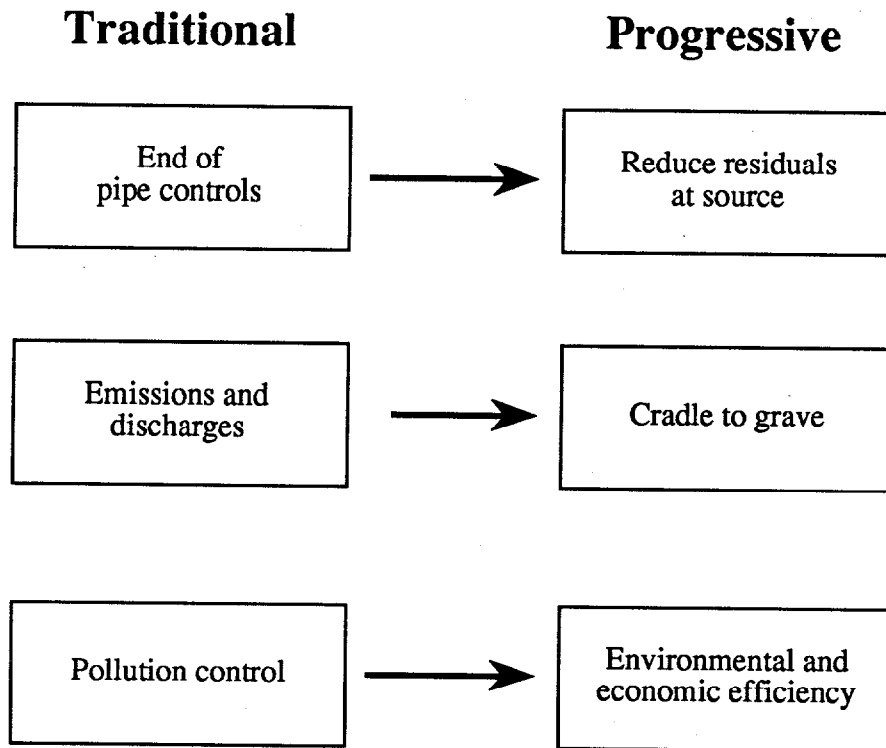 Traditional
Progressive
End of
pipe controls
Reduce residuals
at source
Emissions and
discharges
Cradle to grave
Pollution control
Environmental and
economic efficiency